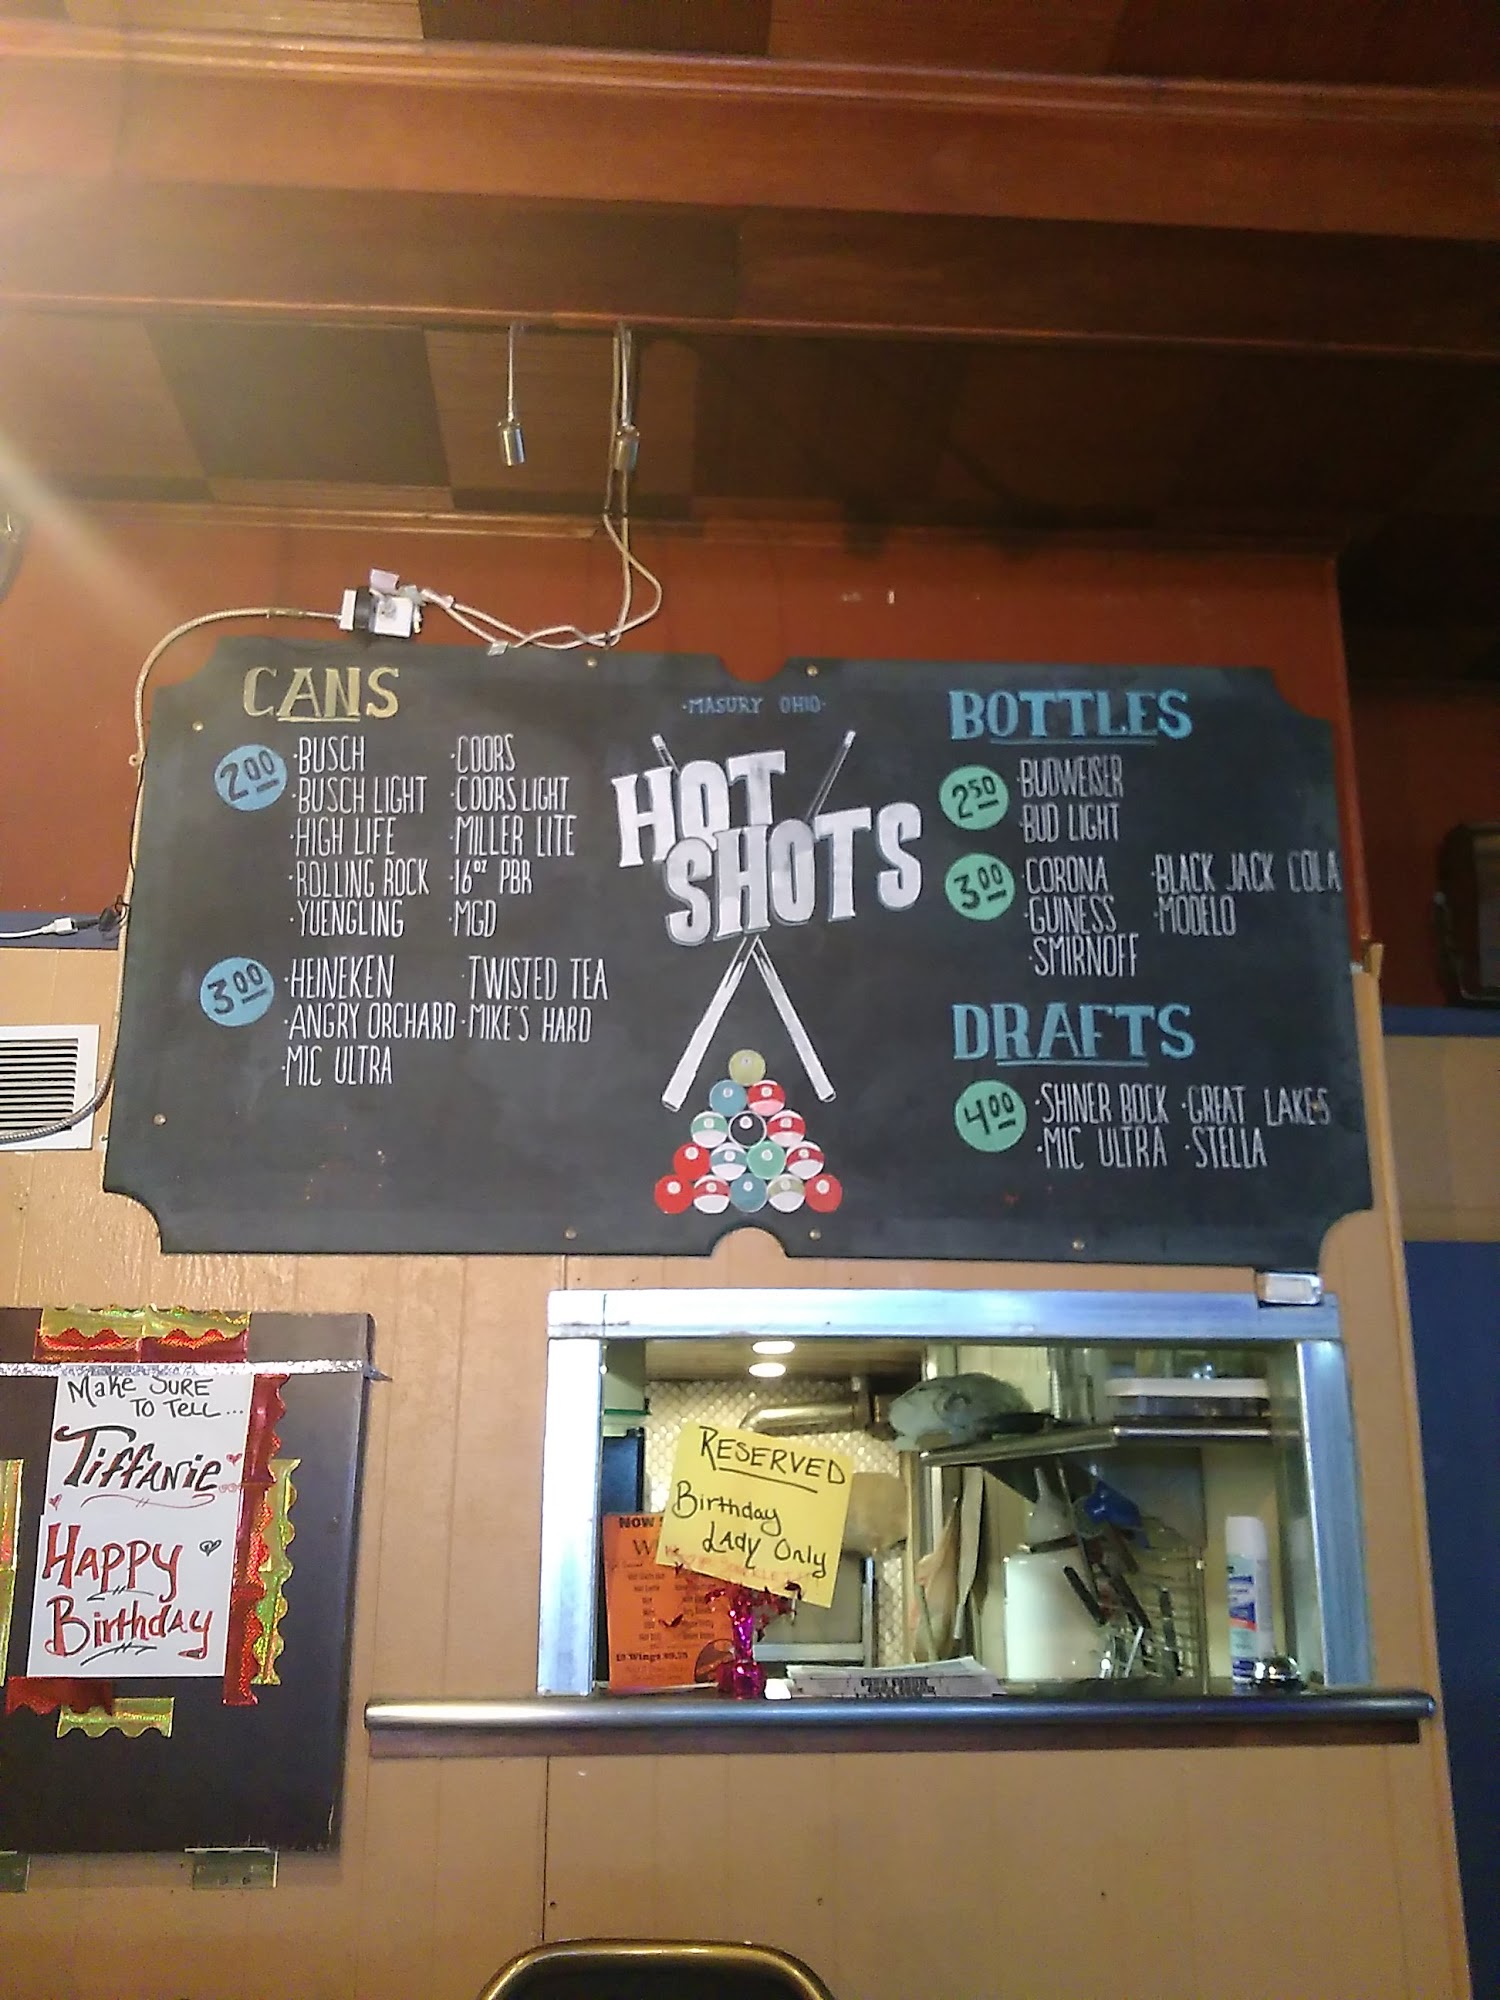 CANS
2.00
·BUSCH ·COORS
·BUSCH LIGHT ·COORS LIGHT
·HIGH LIFE ·MILLER LITE
·ROLLING ROCK ·16oz PBR
·YUENGLING ·MGD
3.00
·HEINEKEN ·TWISTED TEA
·ANGRY ORCHARD ·MIKE'S HARD
·MIC ULTRA
·MASURY OHIO·
HOT
SHOTS
BOTTLES
2.50
·BUDWEISER
·BUD LIGHT
3.00
·CORONA ·BLACK JACK COLA
·GUINESS ·MODELO
·SMIRNOFF
DRAFTS
4.00
·SHINER BOCK ·GREAT LAKES
·MIC ULTRA ·STELLA
Make SURE
TO TELL...
TIFFANIE
HAPPY
Birthday
RESERVED
Birthday
LADY Only
NOW